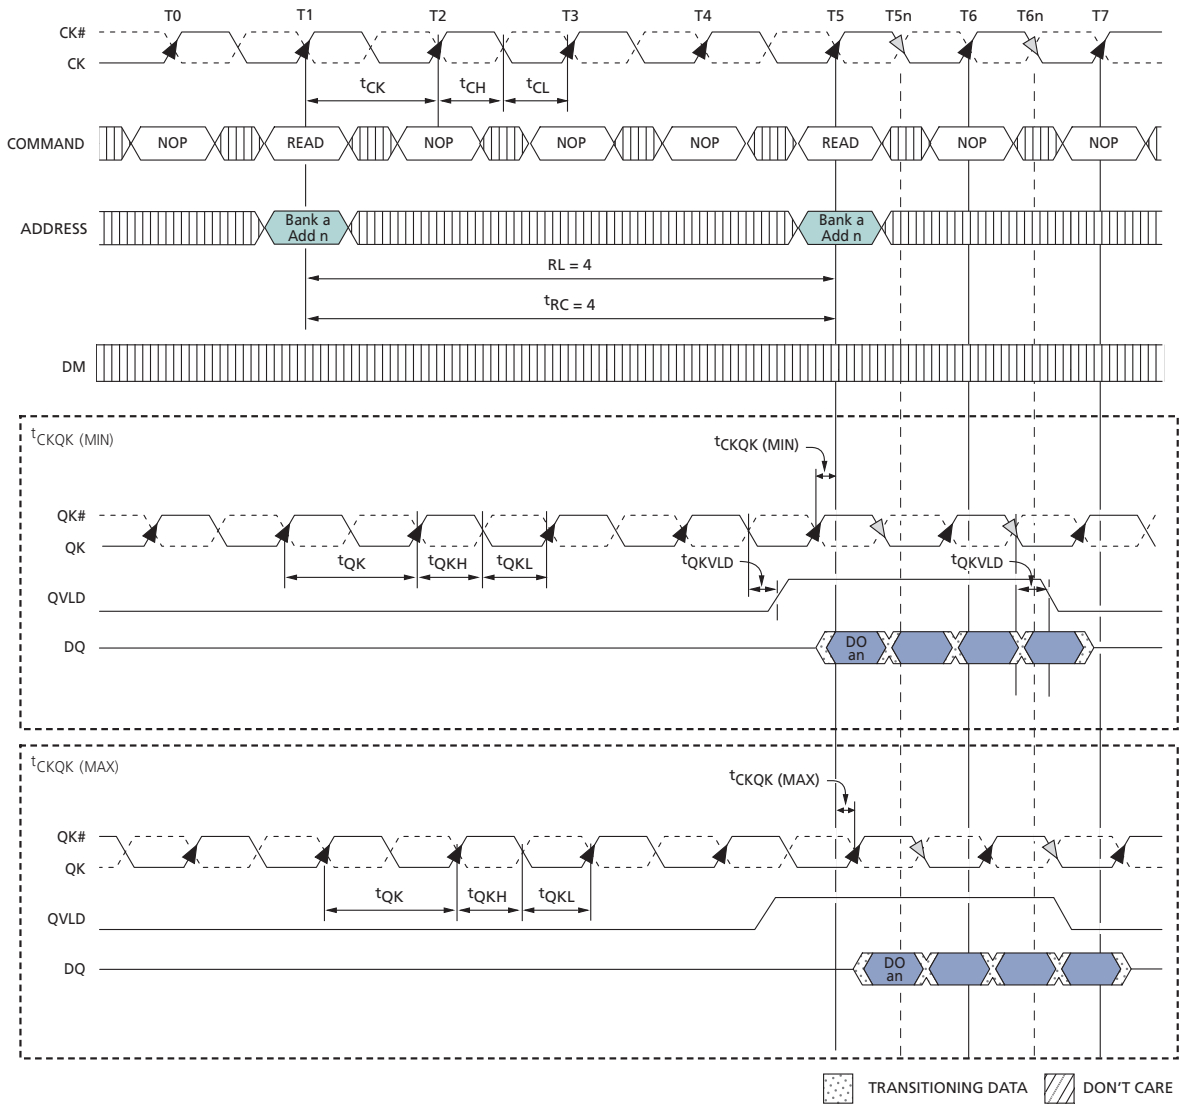 T0 T1 T2 T3 T4 T5 T5n T6 T6n T7
CK#
CK
tCK tCH tCL
COMMAND NOP READ NOP NOP NOP READ NOP NOP
ADDRESS Bank a Add n Bank a Add n
RL = 4
tRC = 4
DM
tCKQK (MIN)
tCKQK (MIN)
QK#
QK
tQK tQKH tQKL tQKVLD tQKVLD
QVLD
DQ DO an
tCKQK (MAX)
tCKQK (MAX)
QK#
QK
tQK tQKH tQKL
QVLD
DQ DO an
TRANSITIONING DATA DON'T CARE